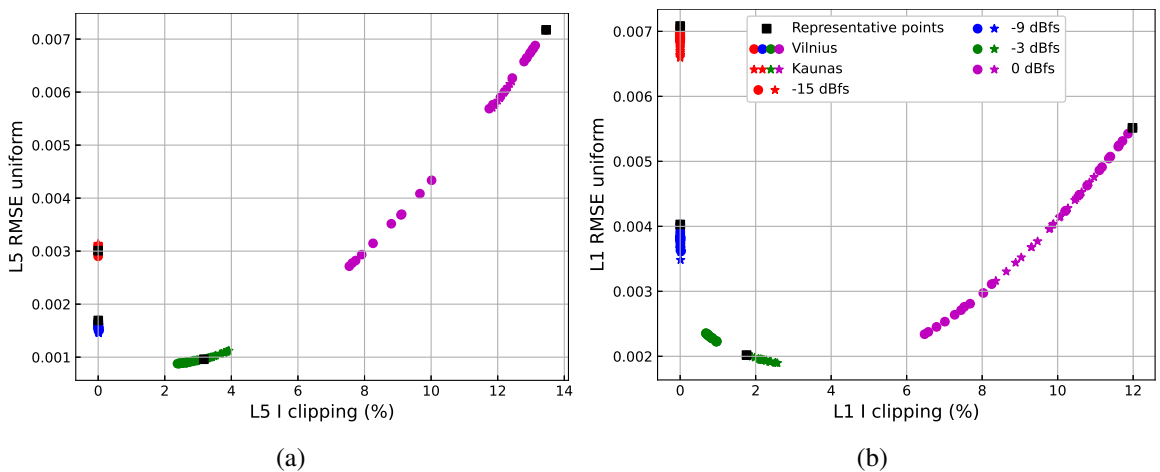 0.007
0.006
0.005
0.004
0.003
0.002
0.001
L5 RMSE uniform
0 2 4 6 8 10 12 14
L5 I clipping (%)
(a)
0.007
0.006
0.005
0.004
0.003
0.002
L1 RMSE uniform
0 2 4 6 8 10 12
L1 I clipping (%)
Representative points
Vilnius
Kaunas
-15 dBfs
-9 dBfs
-3 dBfs
0 dBfs
(b)